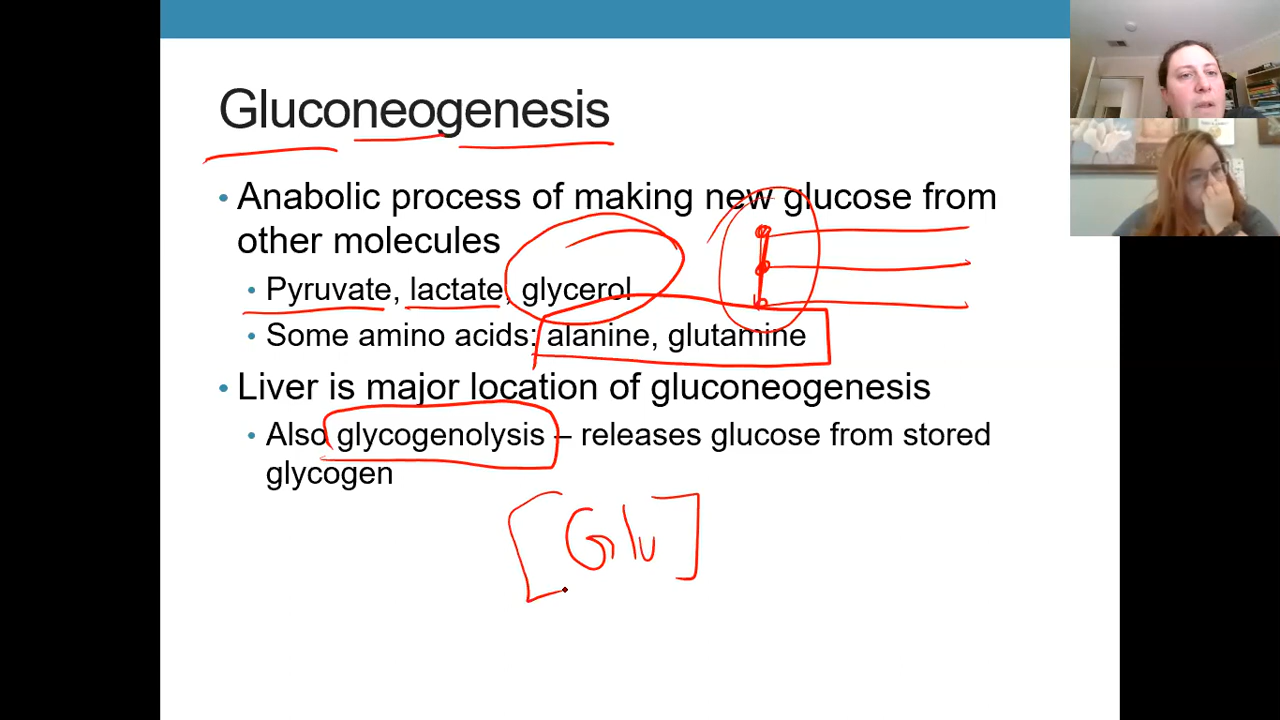 Gluconeogenesis
• Anabolic process of making new glucose from
other molecules
• Pyruvate, lactate, glycerol
• Some amino acids: alanine, glutamine
• Liver is major location of gluconeogenesis
• Also glycogenolysis – releases glucose from stored
glycogen
[Glu]